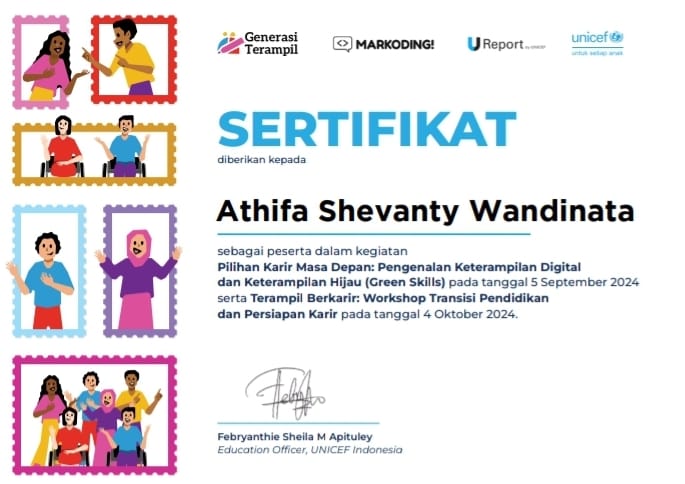 Generasi
Terampil
MARKODING!
U Report by UNICEF
unicef
untuk setiap anak
SERTIFIKAT
diberikan kepada
Athifa Shevanty Wandinata
sebagai peserta dalam kegiatan
Pilihan Karir Masa Depan: Pengenalan Keterampilan Digital
dan Keterampilan Hijau (Green Skills) pada tanggal 5 September 2024
serta Terampil Berkarir: Workshop Transisi Pendidikan
dan Persiapan Karir pada tanggal 4 Oktober 2024.
Febryanthie Sheila M Apituley
Education Officer, UNICEF Indonesia